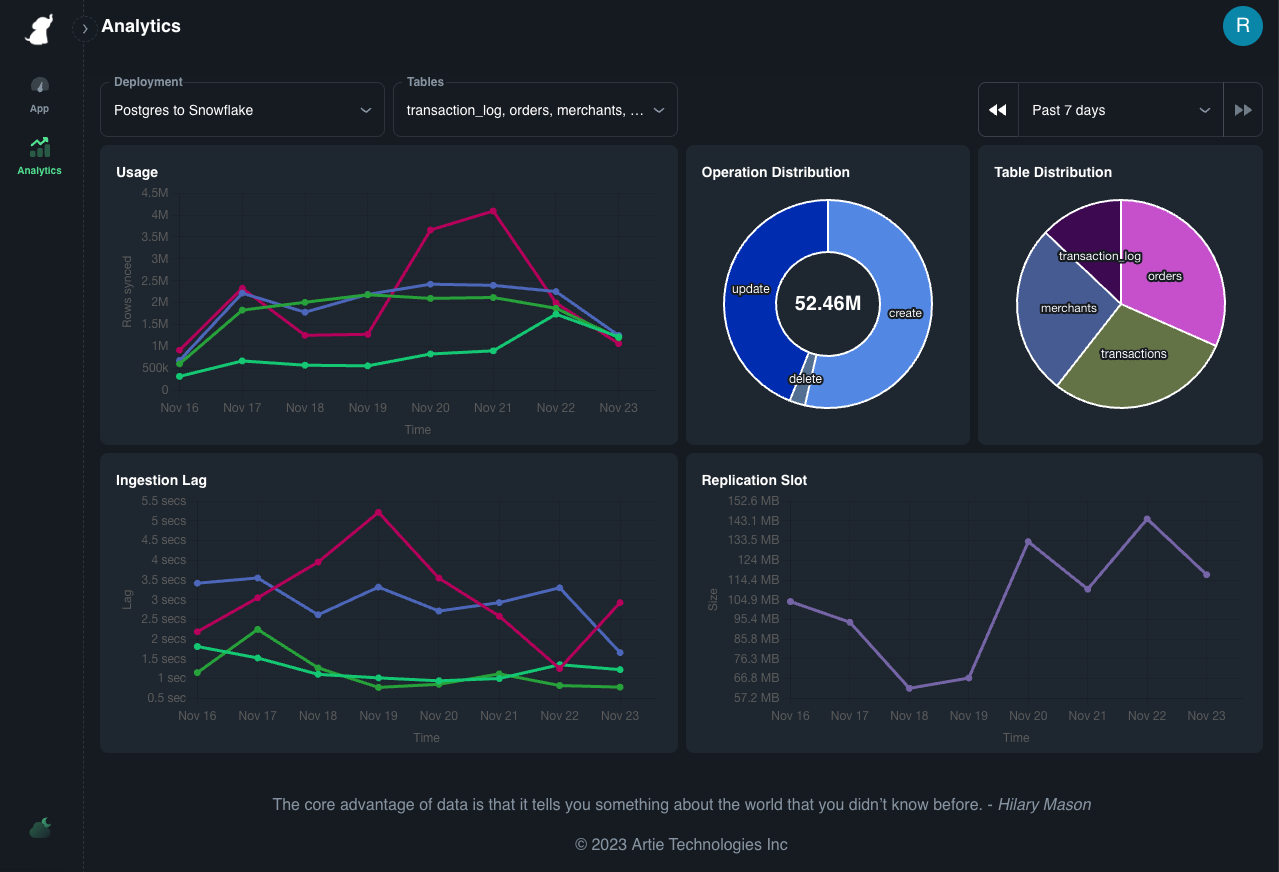 Analytics
R
App
Analytics
Deployment
Postgres to Snowflake
Tables
transaction_log, orders, merchants, ...
Past 7 days
Usage
4.5M
4M
3.5M
3M
2.5M
2M
1.5M
1M
500k
0
Rows synced
Nov 16 Nov 17 Nov 18 Nov 19 Nov 20 Nov 21 Nov 22 Nov 23
Time
Operation Distribution
update
52.46M
create
delete
Table Distribution
transaction_log
orders
merchants
transactions
Ingestion Lag
5.5 secs
5 secs
4.5 secs
4 secs
3.5 secs
3 secs
2.5 secs
2 secs
1.5 secs
1 sec
0.5 sec
Lag
Nov 16 Nov 17 Nov 18 Nov 19 Nov 20 Nov 21 Nov 22 Nov 23
Time
Replication Slot
152.6 MB
143.1 MB
133.5 MB
124 MB
114.4 MB
104.9 MB
95.4 MB
85.8 MB
76.3 MB
66.8 MB
57.2 MB
Size
Nov 16 Nov 17 Nov 18 Nov 19 Nov 20 Nov 21 Nov 22 Nov 23
Time
The core advantage of data is that it tells you something about the world that you didn’t know before. - Hilary Mason
© 2023 Artie Technologies Inc